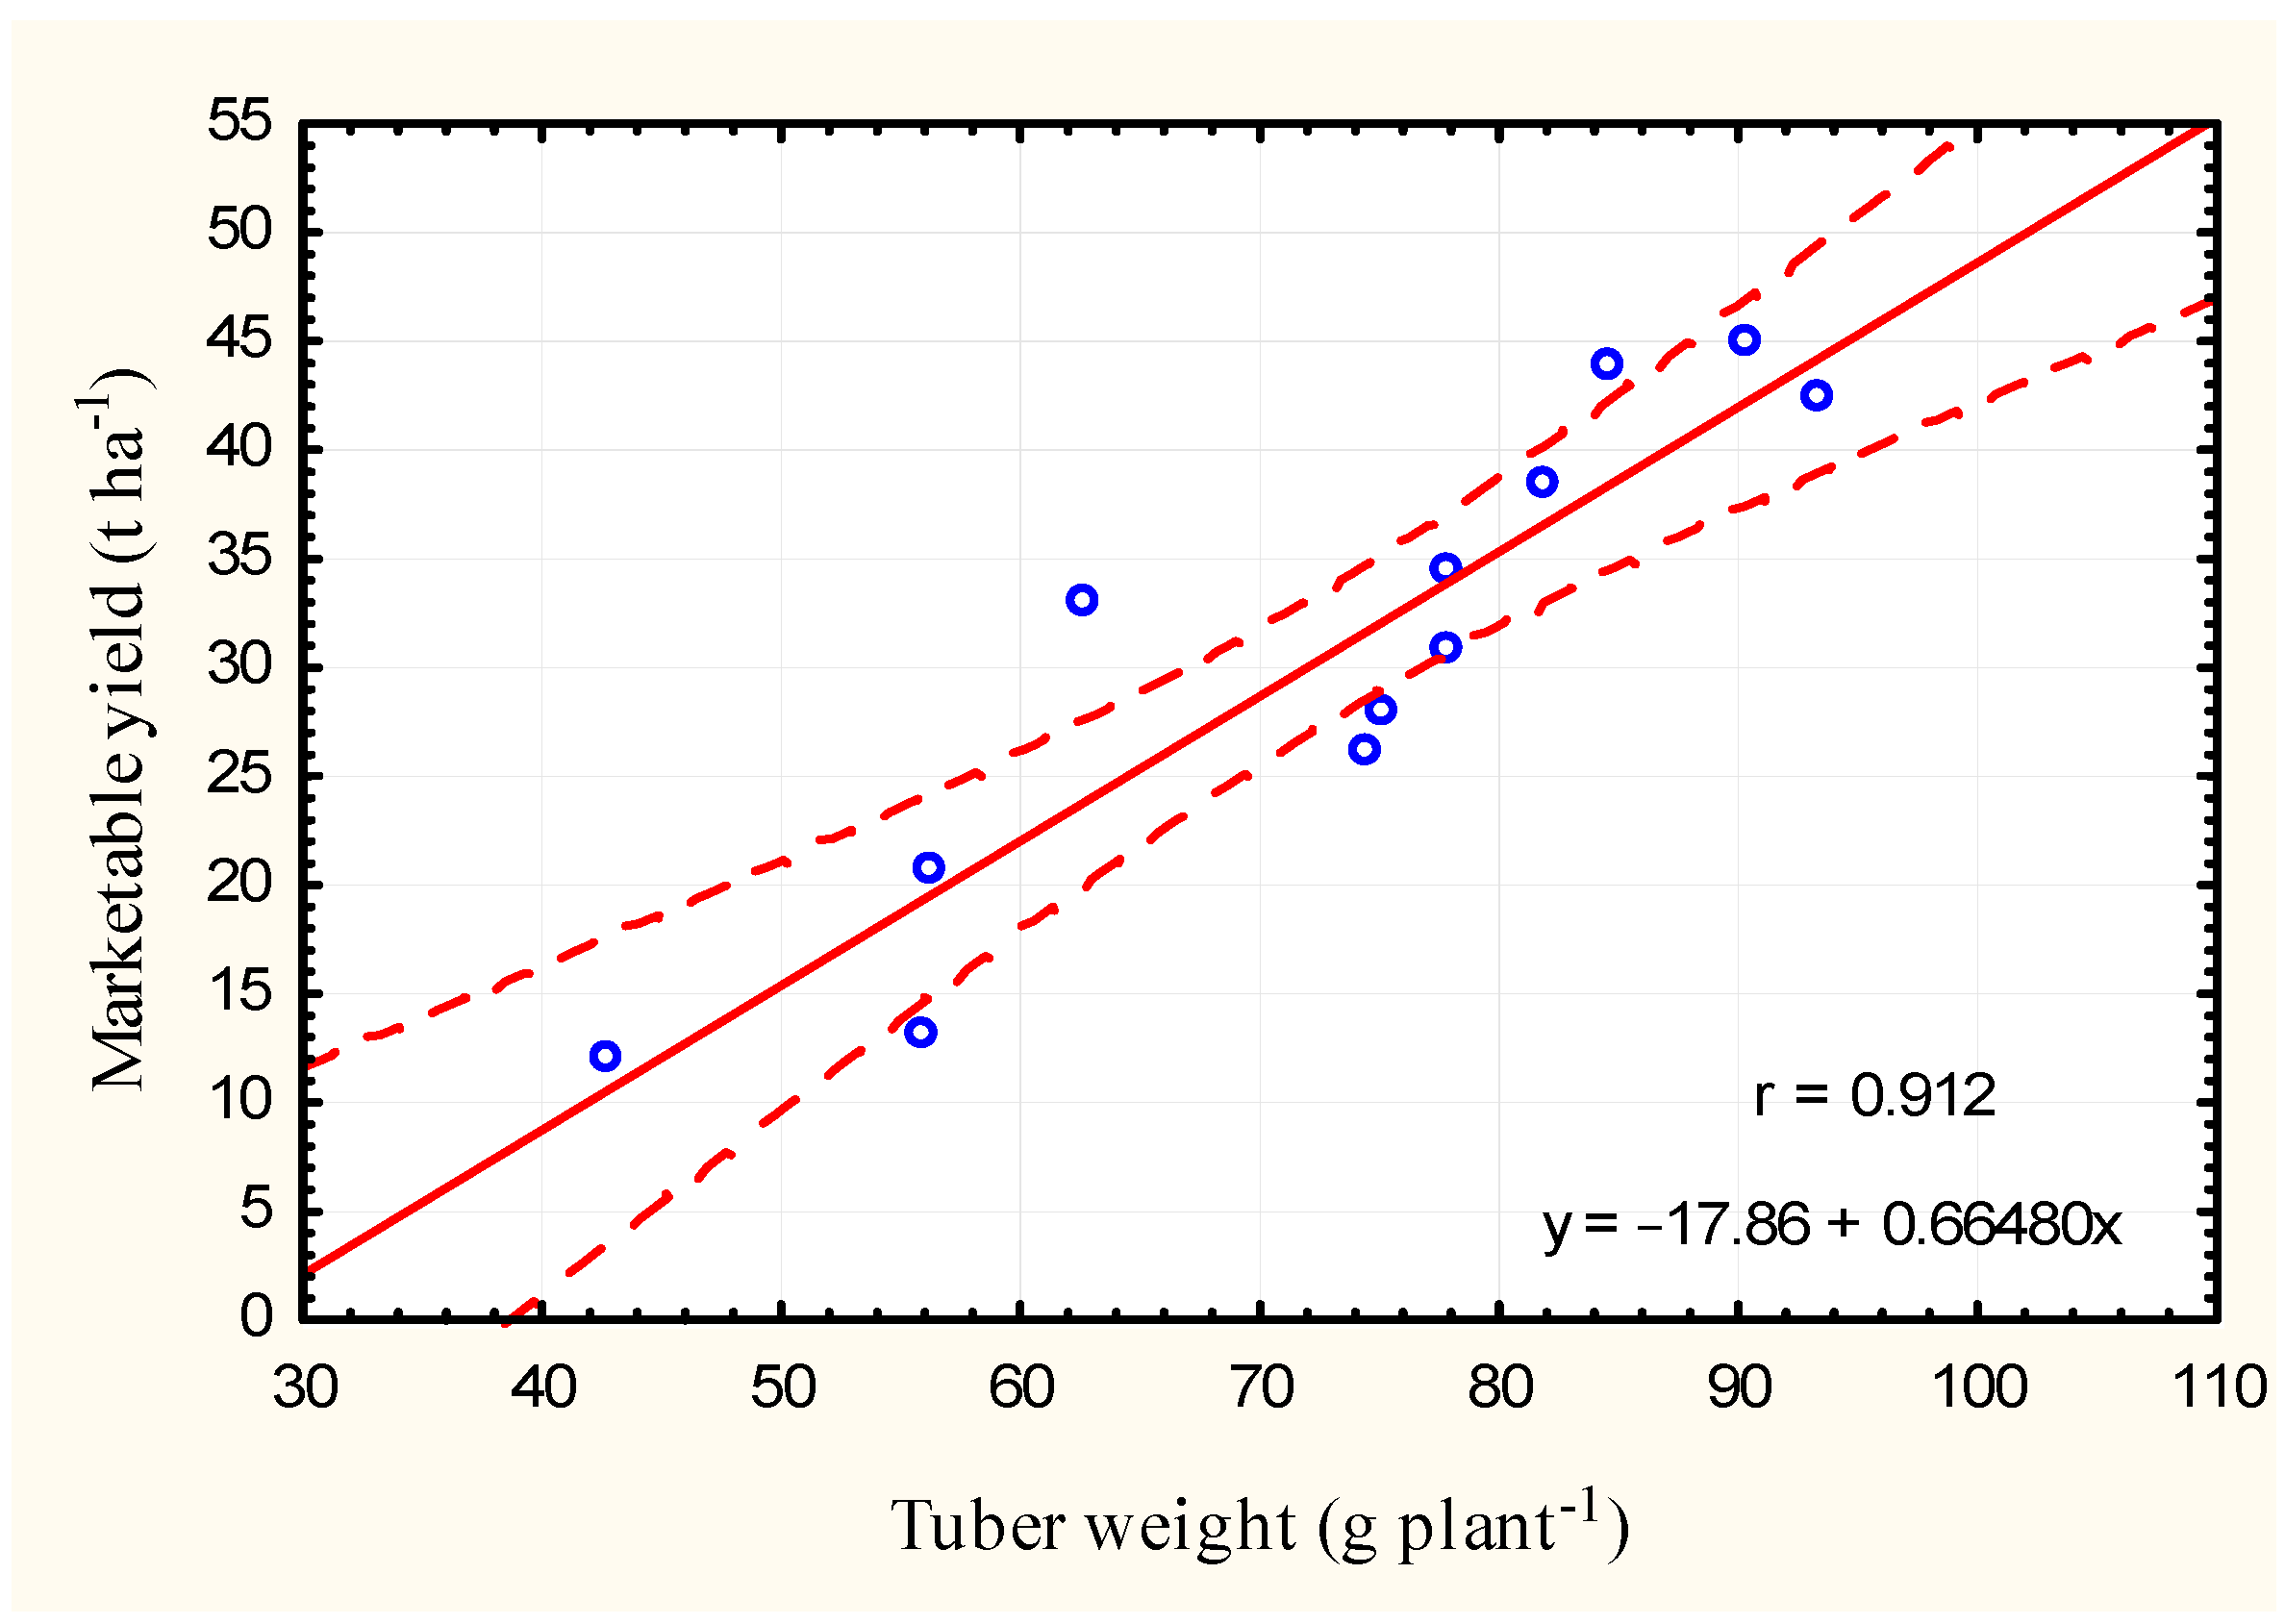 55
50
45
40
35
30
25
20
15
10
5
0
Marketable yield (t ha⁻¹)
r = 0.912
y = −17.86 + 0.66480x
30 40 50 60 70 80 90 100 110
Tuber weight (g plant⁻¹)